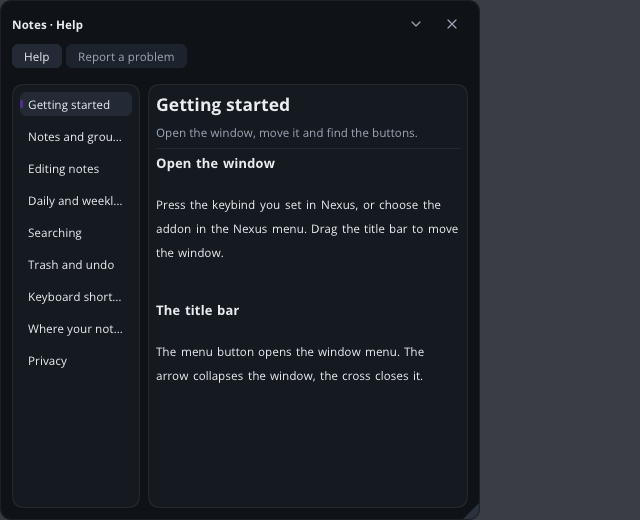 Notes · Help
Help
Report a problem
Getting started
Notes and grou...
Editing notes
Daily and weekl...
Searching
Trash and undo
Keyboard short...
Where your not...
Privacy
Getting started
Open the window, move it and find the buttons.
Open the window
Press the keybind you set in Nexus, or choose the
addon in the Nexus menu. Drag the title bar to move
the window.
The title bar
The menu button opens the window menu. The
arrow collapses the window, the cross closes it.